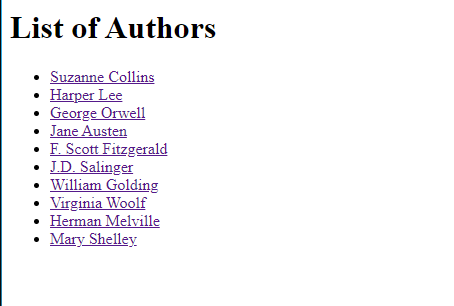 List of Authors
Suzanne Collins
Harper Lee
George Orwell
Jane Austen
F. Scott Fitzgerald
J.D. Salinger
William Golding
Virginia Woolf
Herman Melville
Mary Shelley